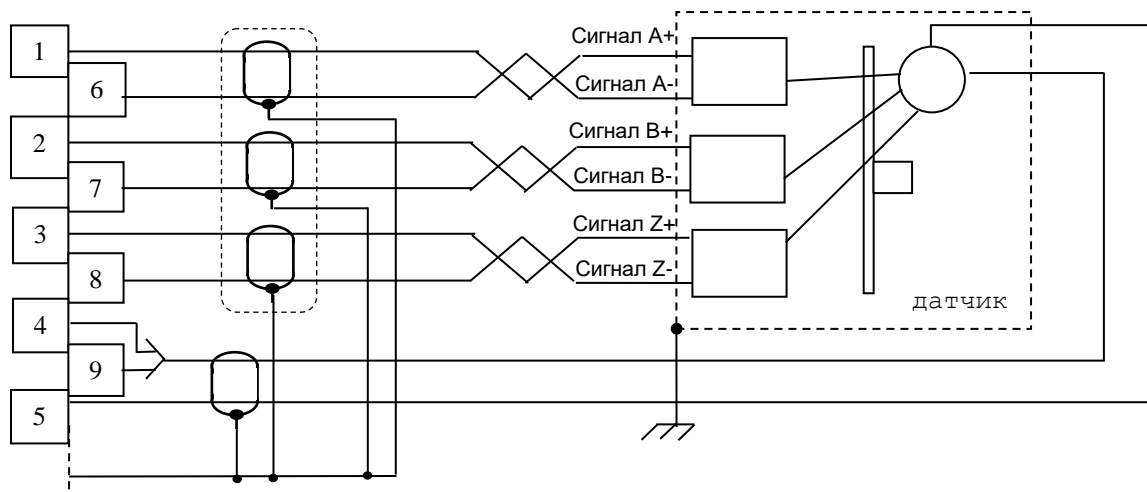 1
Сигнал A+
6
Сигнал A-
2
Сигнал B+
7
Сигнал B-
3
Сигнал Z+
8
Сигнал Z-
4
датчик
9
5